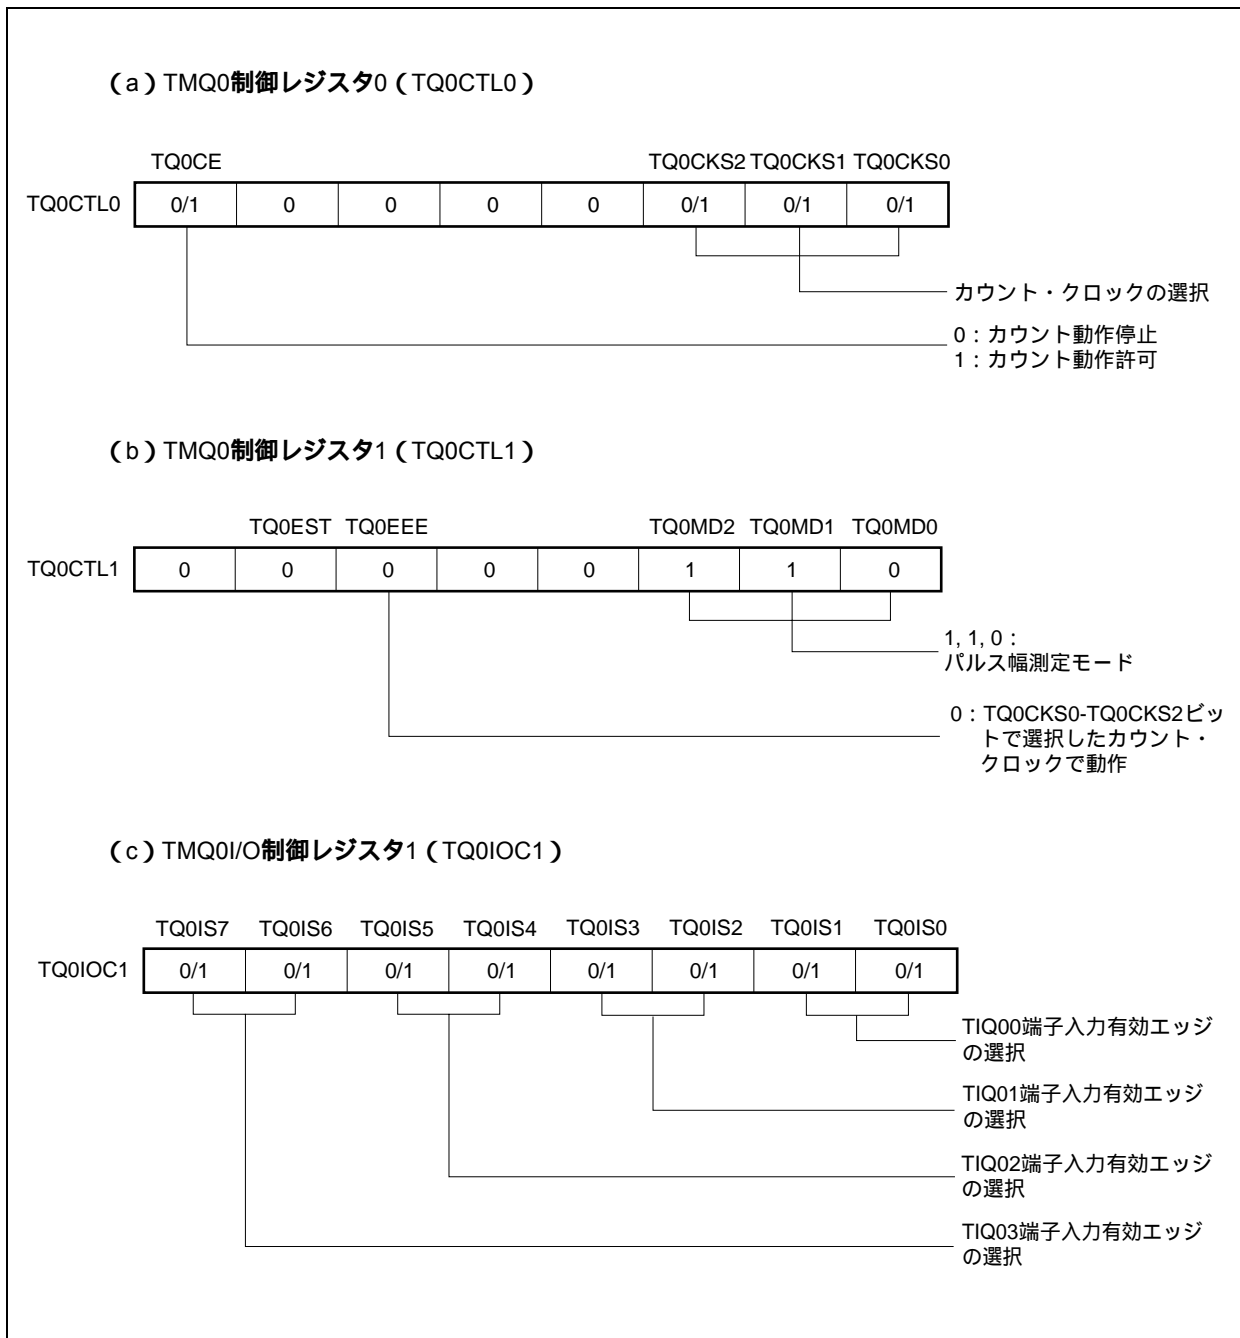 （a）TMQ0制御レジスタ0（TQ0CTL0）
TQ0CE TQ0CKS2 TQ0CKS1 TQ0CKS0
TQ0CTL0 0/1 0 0 0 0 0/1 0/1 0/1
カウント・クロックの選択
0：カウント動作停止
1：カウント動作許可
（b）TMQ0制御レジスタ1（TQ0CTL1）
TQ0EST TQ0EEE TQ0MD2 TQ0MD1 TQ0MD0
TQ0CTL1 0 0 0 0 0 1 1 0
1, 1, 0：
パルス幅測定モード
0：TQ0CKS0-TQ0CKS2ビッ
トで選択したカウント・
クロックで動作
（c）TMQ0I/O制御レジスタ1（TQ0IOC1）
TQ0IS7 TQ0IS6 TQ0IS5 TQ0IS4 TQ0IS3 TQ0IS2 TQ0IS1 TQ0IS0
TQ0IOC1 0/1 0/1 0/1 0/1 0/1 0/1 0/1 0/1
TIQ00端子入力有効エッジ
の選択
TIQ01端子入力有効エッジ
の選択
TIQ02端子入力有効エッジ
の選択
TIQ03端子入力有効エッジ
の選択